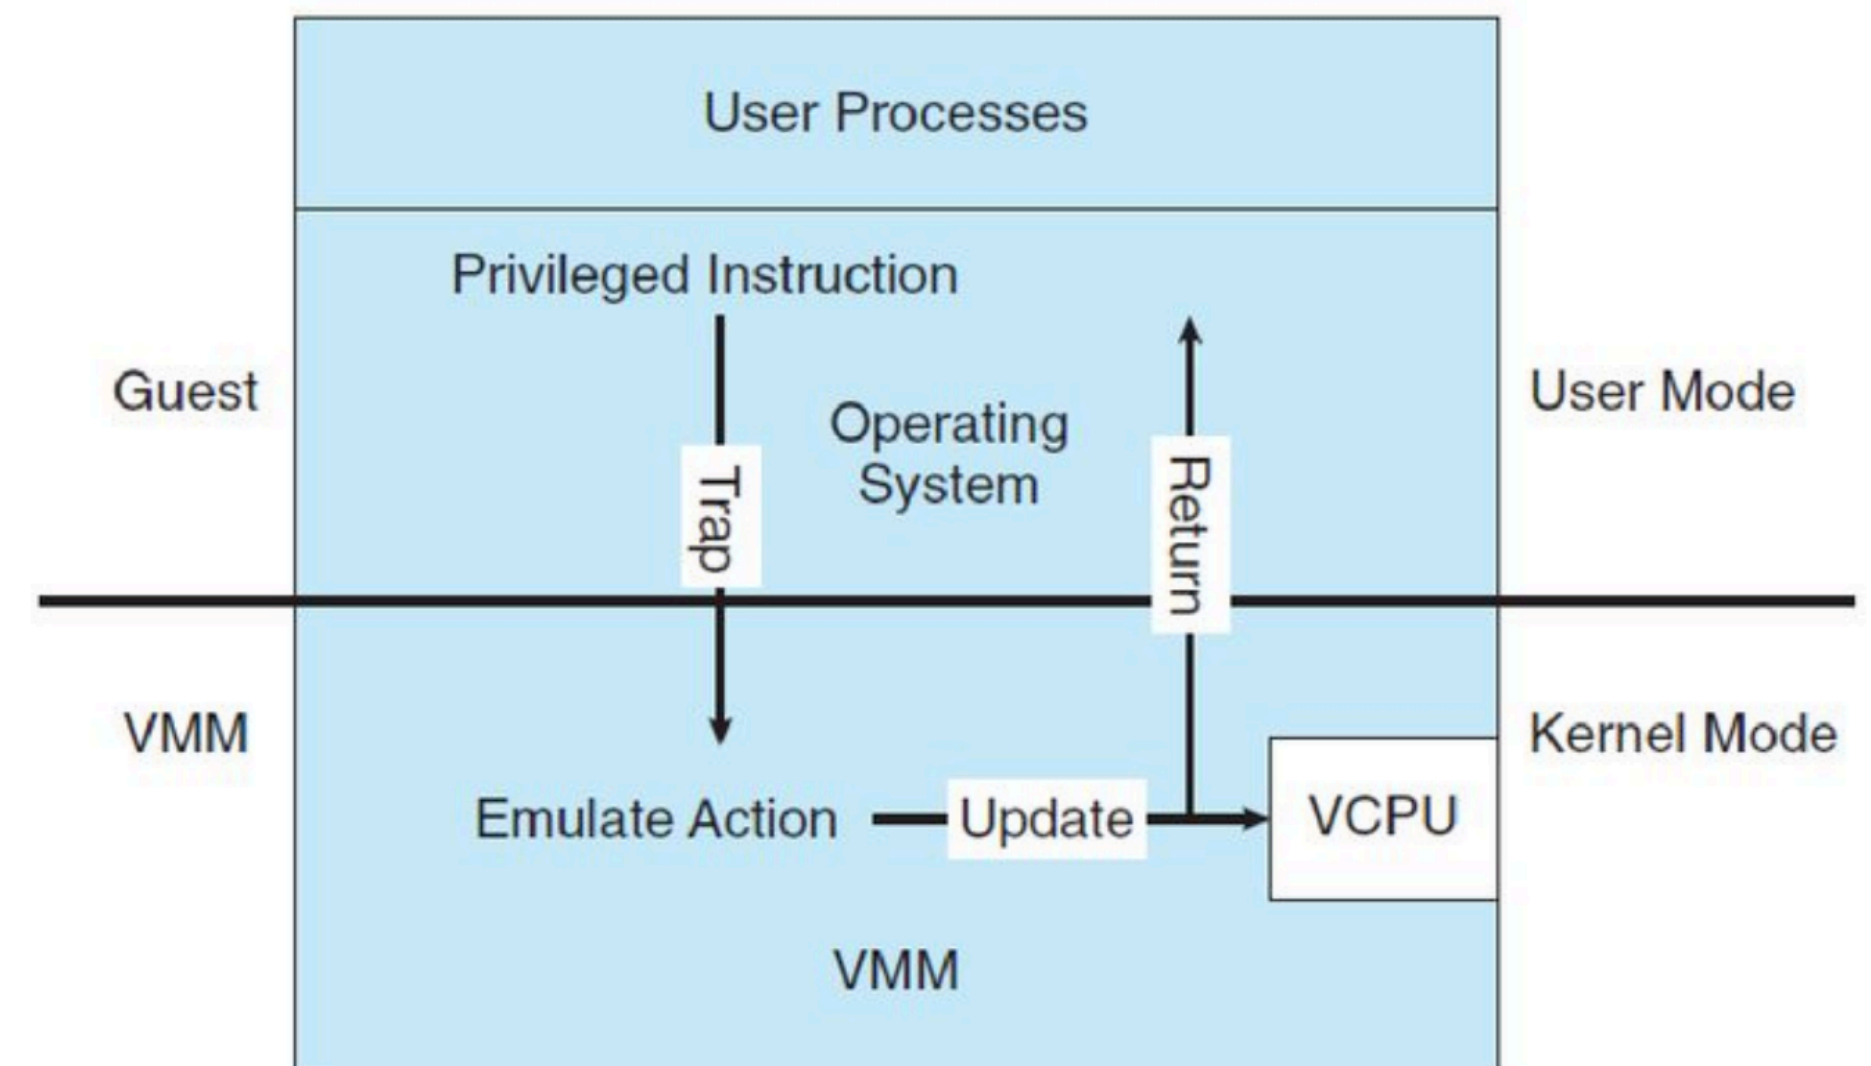 User Processes
Privileged Instruction
Guest
Operating
System
User Mode
Trap
Return
VMM
Kernel Mode
Emulate Action
Update
VCPU
VMM